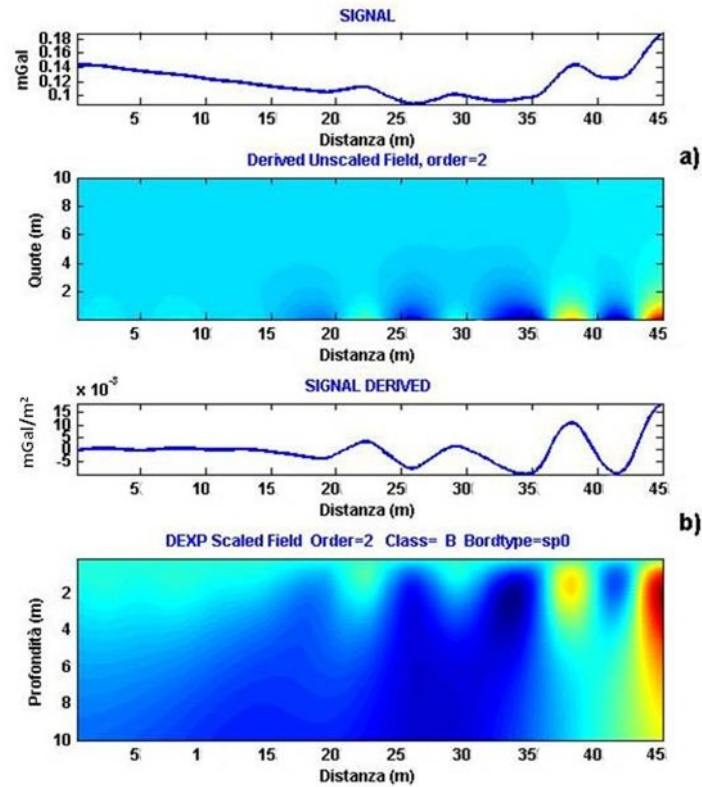 SIGNAL
0.18
0.16
0.14
0.12
0.1
mGal
5 10 15 20 25 30 35 40 45
Distanza (m)
a)
Derived Unscaled Field, order=2
10
8
6
4
2
Quote (m)
5 10 15 20 25 30 35 40 45
Distanza (m)
x 10⁻³
SIGNAL DERIVED
15
10
5
0
-5
mGal/m²
5 10 15 20 25 30 35 40 45
Distanza (m)
b)
DEXP Scaled Field Order=2 Class= B Bordtype=sp0
2
4
6
8
10
Profondità (m)
5 1 15 20 25 30 35 40 45
Distanza (m)